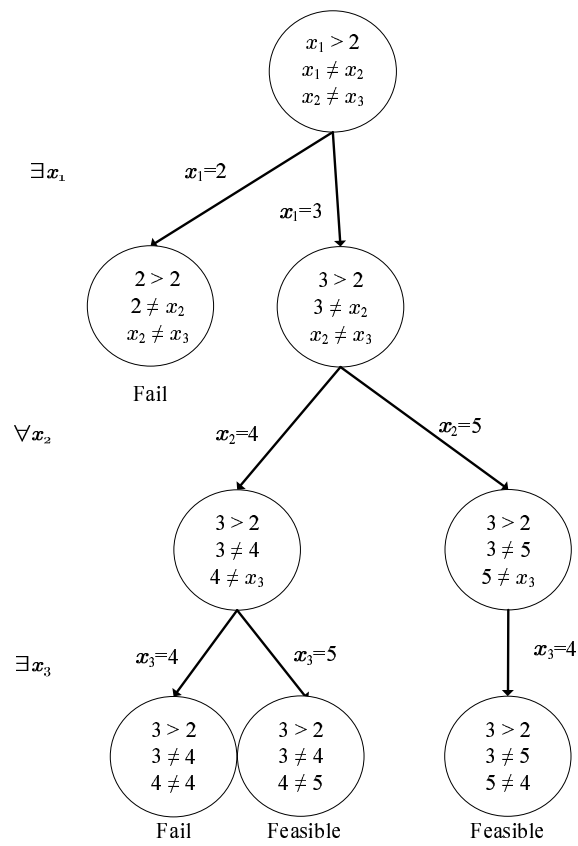 x₁ > 2
x₁ ≠ x₂
x₂ ≠ x₃
∃x₁
x₁=2
x₁=3
2 > 2
2 ≠ x₂
x₂ ≠ x₃
3 > 2
3 ≠ x₂
x₂ ≠ x₃
Fail
∀x₂
x₂=4
x₂=5
3 > 2
3 ≠ 4
4 ≠ x₃
3 > 2
3 ≠ 5
5 ≠ x₃
∃x₃
x₃=4
x₃=5
x₃=4
3 > 2
3 ≠ 4
4 ≠ 4
3 > 2
3 ≠ 4
4 ≠ 5
3 > 2
3 ≠ 5
5 ≠ 4
Fail
Feasible
Feasible